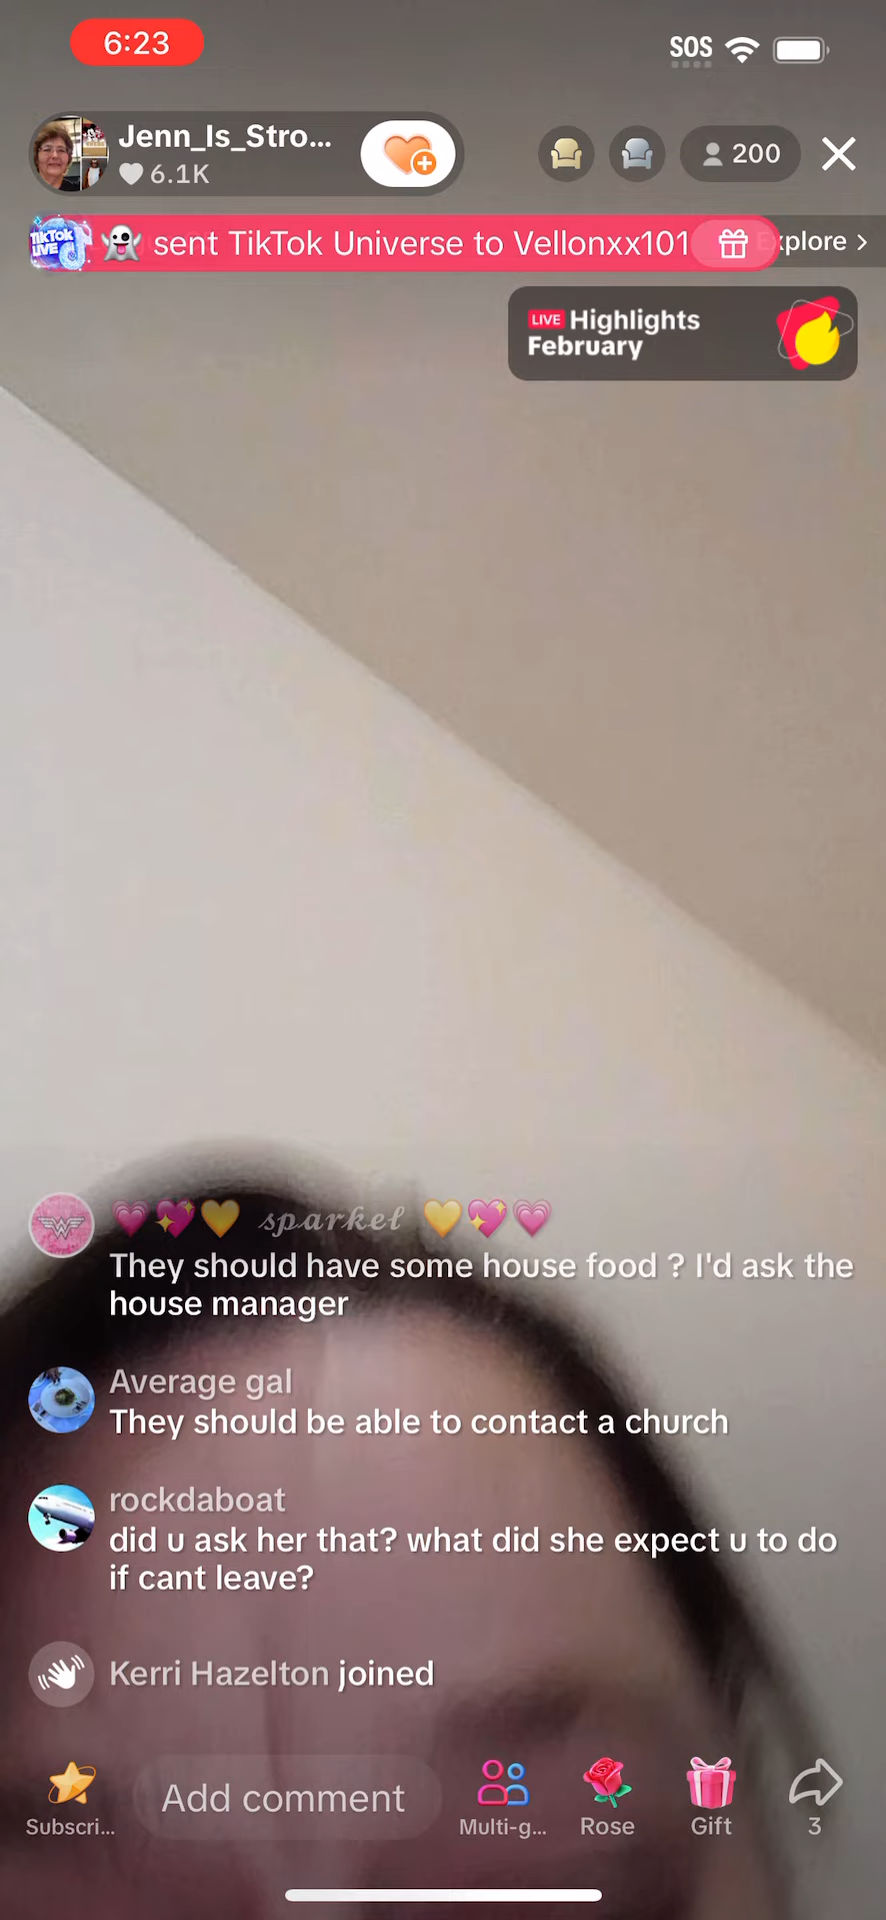 6:23
SOS
Jenn_Is_Stro...
6.1K
200
TikTok
LIVE
sent TikTok Universe to Vellonxx101
xplore >
LIVE Highlights
February
sparkel
They should have some house food ? I'd ask the
house manager
Average gal
They should be able to contact a church
rockdaboat
did u ask her that? what did she expect u to do
if cant leave?
Kerri Hazelton joined
Subscri...
Add comment
Multi-g...
Rose
Gift
3